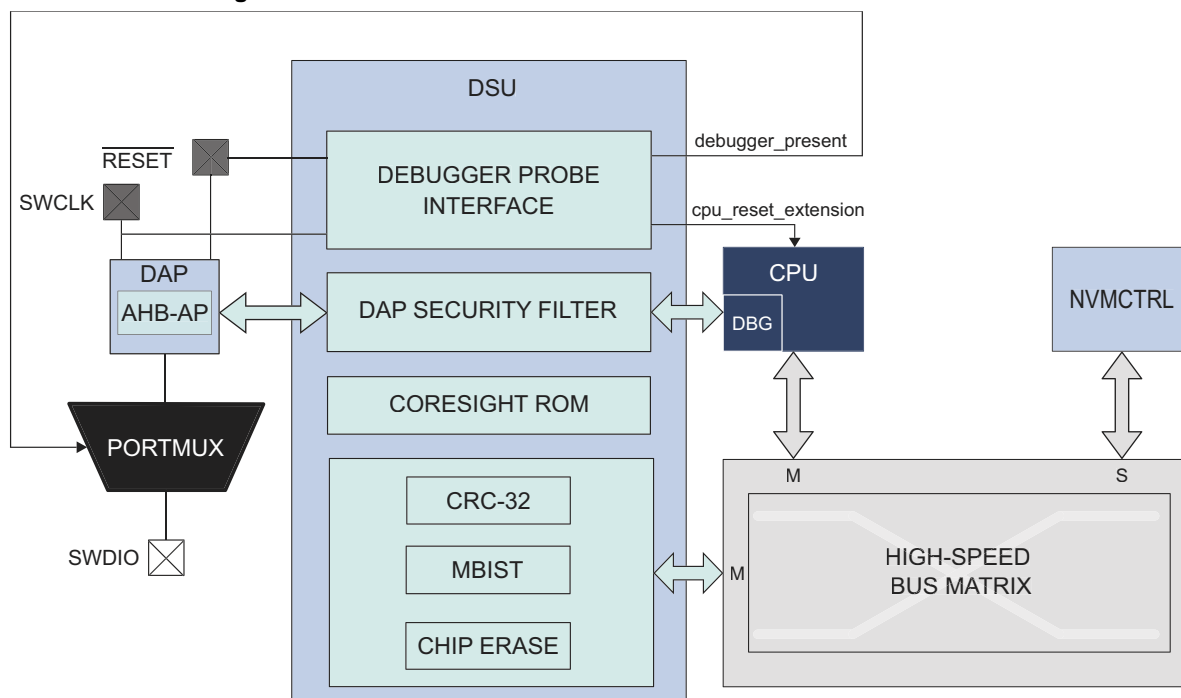 DSU
debugger_present
RESET
DEBUGGER PROBE
INTERFACE
SWCLK
cpu_reset_extension
DAP
AHB-AP
DAP SECURITY FILTER
CPU
DBG
NVMCTRL
CORESIGHT ROM
PORTMUX
M
S
CRC-32
SWDIO
MBIST
M
HIGH-SPEED
BUS MATRIX
CHIP ERASE